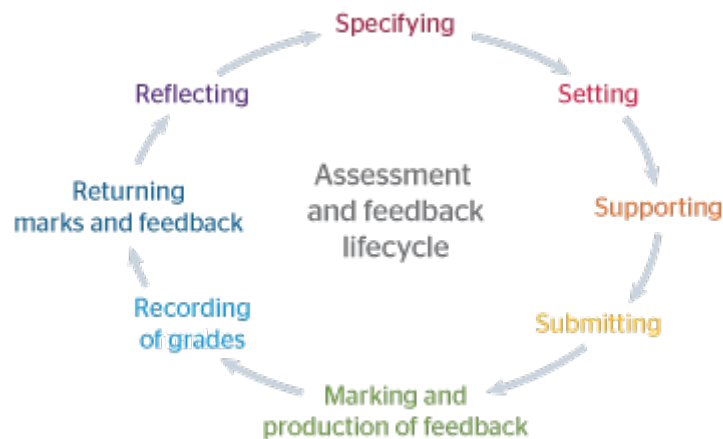 Specifying
Setting
Supporting
Submitting
Marking and
production of feedback
Recording
of grades
Returning
marks and feedback
Reflecting
Assessment
and feedback
lifecycle